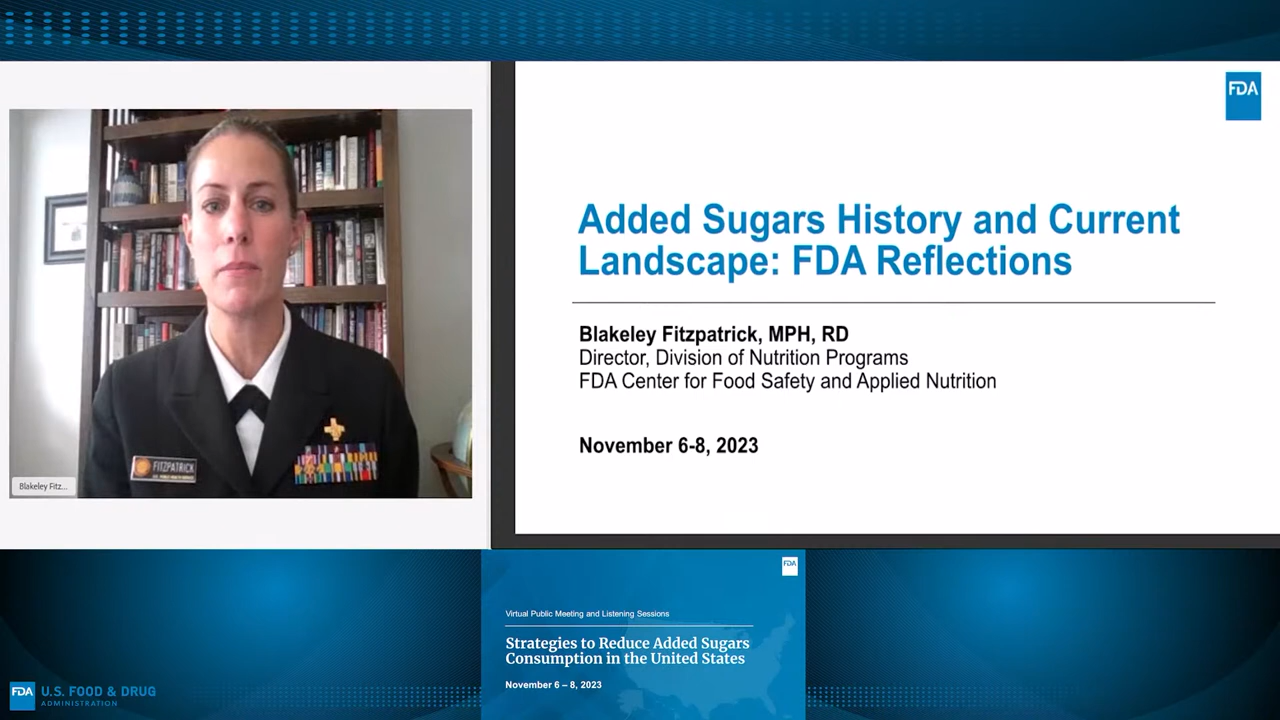 FDA
Added Sugars History and Current
Landscape: FDA Reflections
Blakeley Fitzpatrick, MPH, RD
Director, Division of Nutrition Programs
FDA Center for Food Safety and Applied Nutrition
November 6-8, 2023
FITZPATRICK
U.S. PUBLIC HEALTH SERVICE
Blakeley Fitz...
FDA
Virtual Public Meeting and Listening Sessions
Strategies to Reduce Added Sugars
Consumption in the United States
November 6 – 8, 2023
FDA U.S. FOOD & DRUG
ADMINISTRATION